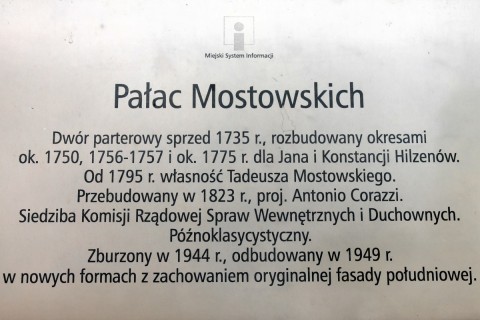 Miejski System Informacji
Pałac Mostowskich
Dwór parterowy sprzed 1735 r., rozbudowany okresami
ok. 1750, 1756-1757 i ok. 1775 r. dla Jana i Konstancji Hilzenów.
Od 1795 r. własność Tadeusza Mostowskiego.
Przebudowany w 1823 r., proj. Antonio Corazzi.
Siedziba Komisji Rządowej Spraw Wewnętrznych i Duchownych.
Późnoklasycystyczny.
Zburzony w 1944 r., odbudowany w 1949 r.
w nowych formach z zachowaniem oryginalnej fasady południowej.